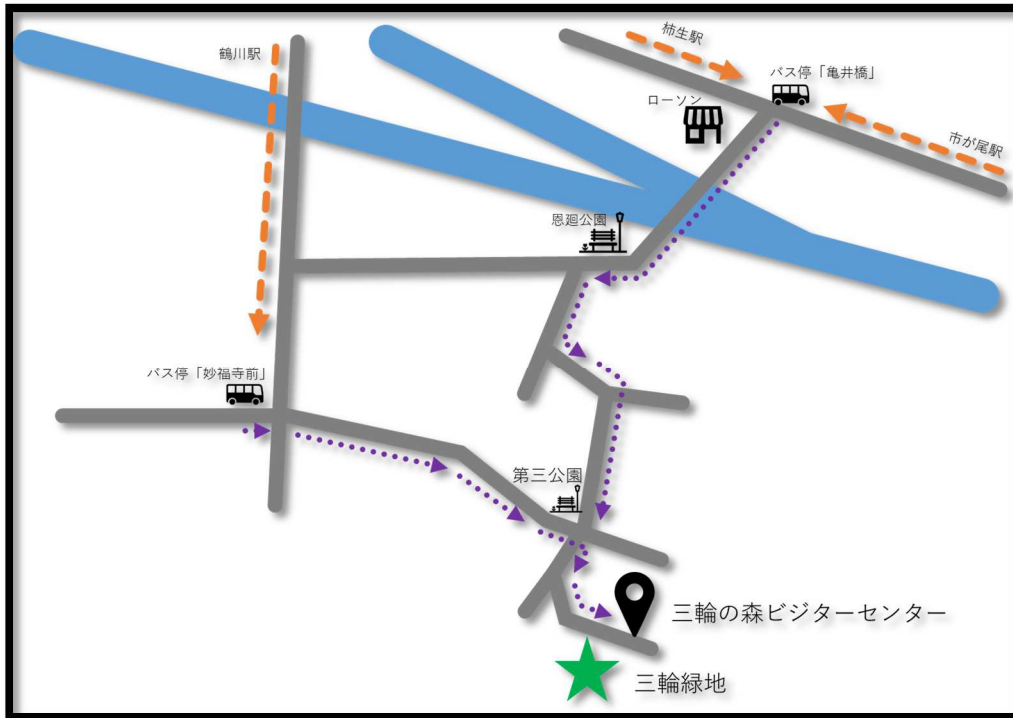 鶴川駅
柿生駅
バス停「亀井橋」
ローソン
市が尾駅
恩廻公園
バス停「妙福寺前」
第三公園
三輪の森ビジターセンター
三輪緑地